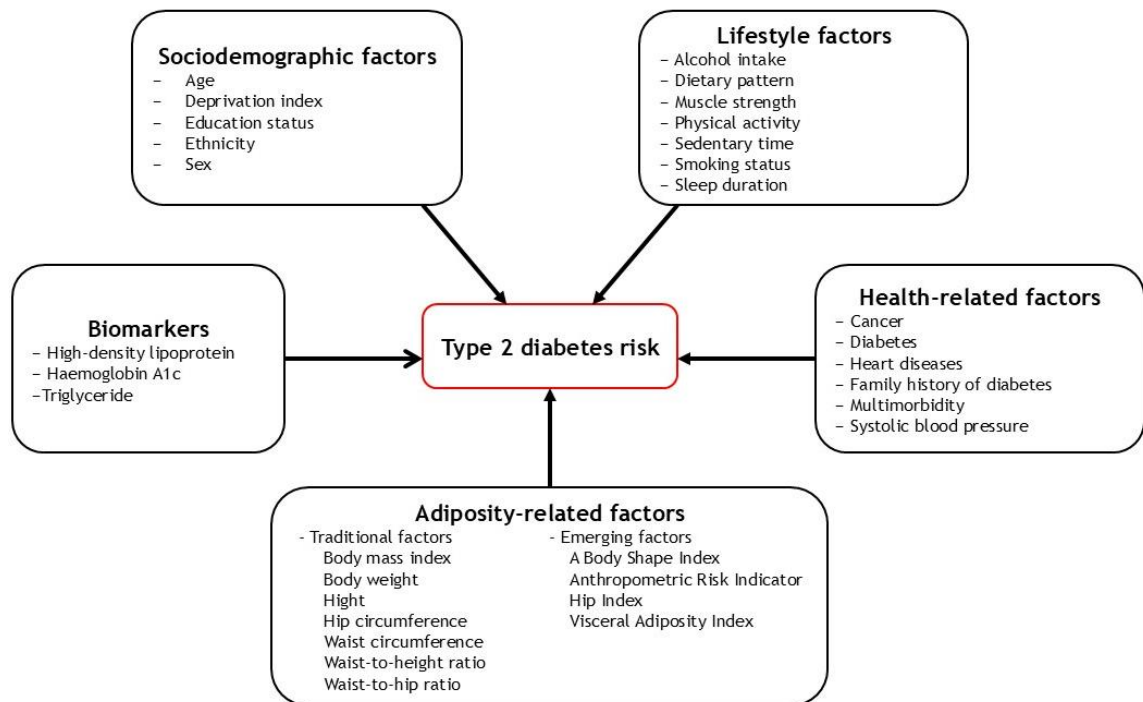 Sociodemographic factors
– Age
– Deprivation index
– Education status
– Ethnicity
– Sex
Lifestyle factors
– Alcohol intake
– Dietary pattern
– Muscle strength
– Physical activity
– Sedentary time
– Smoking status
– Sleep duration
Biomarkers
– High-density lipoprotein
– Haemoglobin A1c
–Triglyceride
Type 2 diabetes risk
Health-related factors
– Cancer
– Diabetes
– Heart diseases
– Family history of diabetes
– Multimorbidity
– Systolic blood pressure
Adiposity-related factors
- Traditional factors
Body mass index
Body weight
Hight
Hip circumference
Waist circumference
Waist-to-height ratio
Waist-to-hip ratio
- Emerging factors
A Body Shape Index
Anthropometric Risk Indicator
Hip Index
Visceral Adiposity Index